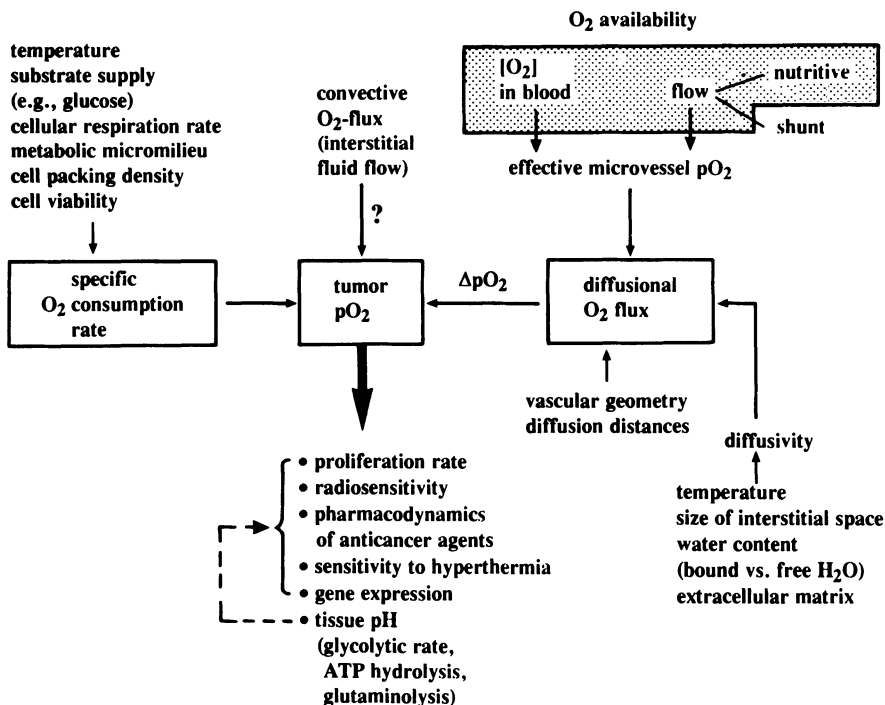 O2 availability
temperature
substrate supply
(e.g., glucose)
cellular respiration rate
metabolic micromilieu
cell packing density
cell viability
convective
O2-flux
(interstitial
fluid flow)
?
[O2]
in blood
flow
nutritive
shunt
effective microvessel pO2
specific
O2 consumption
rate
tumor
pO2
ΔpO2
diffusional
O2 flux
vascular geometry
diffusion distances
diffusivity
temperature
size of interstitial space
water content
(bound vs. free H2O)
extracellular matrix
• proliferation rate
• radiosensitivity
• pharmacodynamics
of anticancer agents
• sensitivity to hyperthermia
• gene expression
• tissue pH
(glycolytic rate,
ATP hydrolysis,
glutaminolysis)